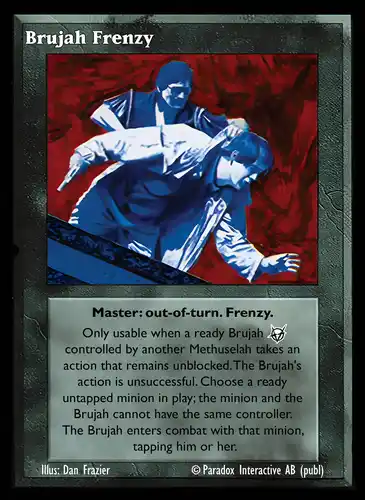 Brujah Frenzy
Master: out-of-turn. Frenzy.
Only usable when a ready Brujah
controlled by another Methuselah takes an
action that remains unblocked. The Brujah's
action is unsuccessful. Choose a ready
untapped minion in play; the minion and the
Brujah cannot have the same controller.
The Brujah enters combat with that minion,
tapping him or her.
Illus: Dan Frazier © Paradox Interactive AB (publ)